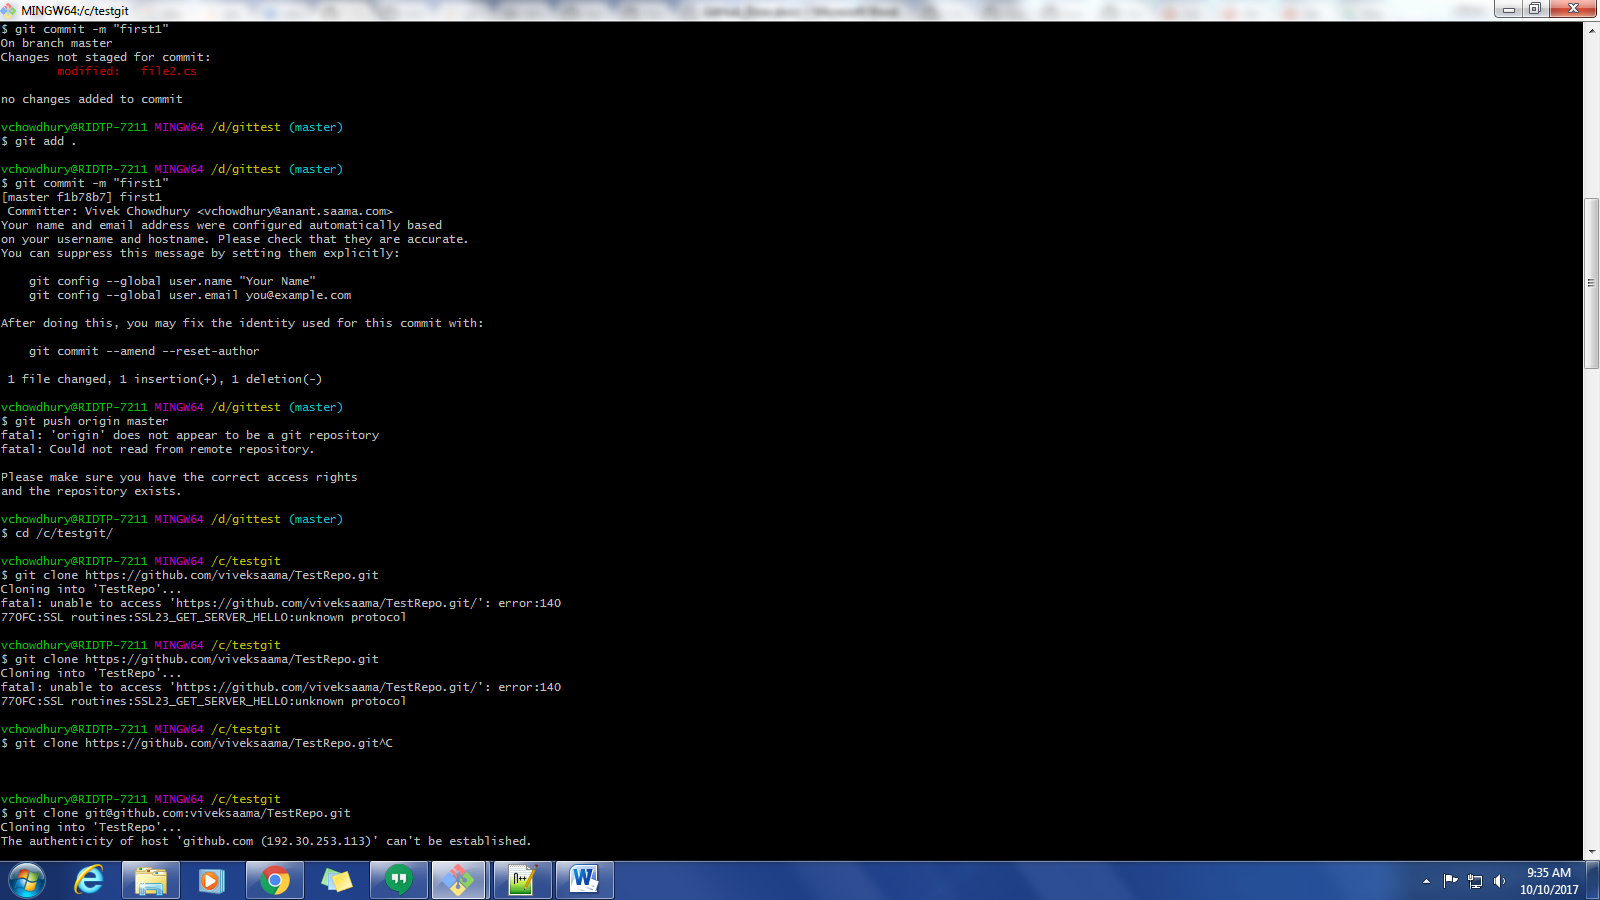 MINGW64:/c/testgit
$ git commit -m "first1"
On branch master
Changes not staged for commit:
        modified:   file2.cs
no changes added to commit
vchowdhury@RIDTP-7211 MINGW64 /d/gittest (master)
$ git add .
vchowdhury@RIDTP-7211 MINGW64 /d/gittest (master)
$ git commit -m "first1"
[master f1b78b7] first1
 Committer: Vivek Chowdhury <vchowdhury@anant.saama.com>
Your name and email address were configured automatically based
on your username and hostname. Please check that they are accurate.
You can suppress this message by setting them explicitly:
    git config --global user.name "Your Name"
    git config --global user.email you@example.com
After doing this, you may fix the identity used for this commit with:
    git commit --amend --reset-author
 1 file changed, 1 insertion(+), 1 deletion(-)
vchowdhury@RIDTP-7211 MINGW64 /d/gittest (master)
$ git push origin master
fatal: 'origin' does not appear to be a git repository
fatal: Could not read from remote repository.
Please make sure you have the correct access rights
and the repository exists.
vchowdhury@RIDTP-7211 MINGW64 /d/gittest (master)
$ cd /c/testgit/
vchowdhury@RIDTP-7211 MINGW64 /c/testgit
$ git clone https://github.com/viveksaama/TestRepo.git
Cloning into 'TestRepo'...
fatal: unable to access 'https://github.com/viveksaama/TestRepo.git/': error:140
770FC:SSL routines:SSL23_GET_SERVER_HELLO:unknown protocol
vchowdhury@RIDTP-7211 MINGW64 /c/testgit
$ git clone https://github.com/viveksaama/TestRepo.git
Cloning into 'TestRepo'...
fatal: unable to access 'https://github.com/viveksaama/TestRepo.git/': error:140
770FC:SSL routines:SSL23_GET_SERVER_HELLO:unknown protocol
vchowdhury@RIDTP-7211 MINGW64 /c/testgit
$ git clone https://github.com/viveksaama/TestRepo.git^C
vchowdhury@RIDTP-7211 MINGW64 /c/testgit
$ git clone git@github.com:viveksaama/TestRepo.git
Cloning into 'TestRepo'...
The authenticity of host 'github.com (192.30.253.113)' can't be established.
9:35 AM
10/10/2017